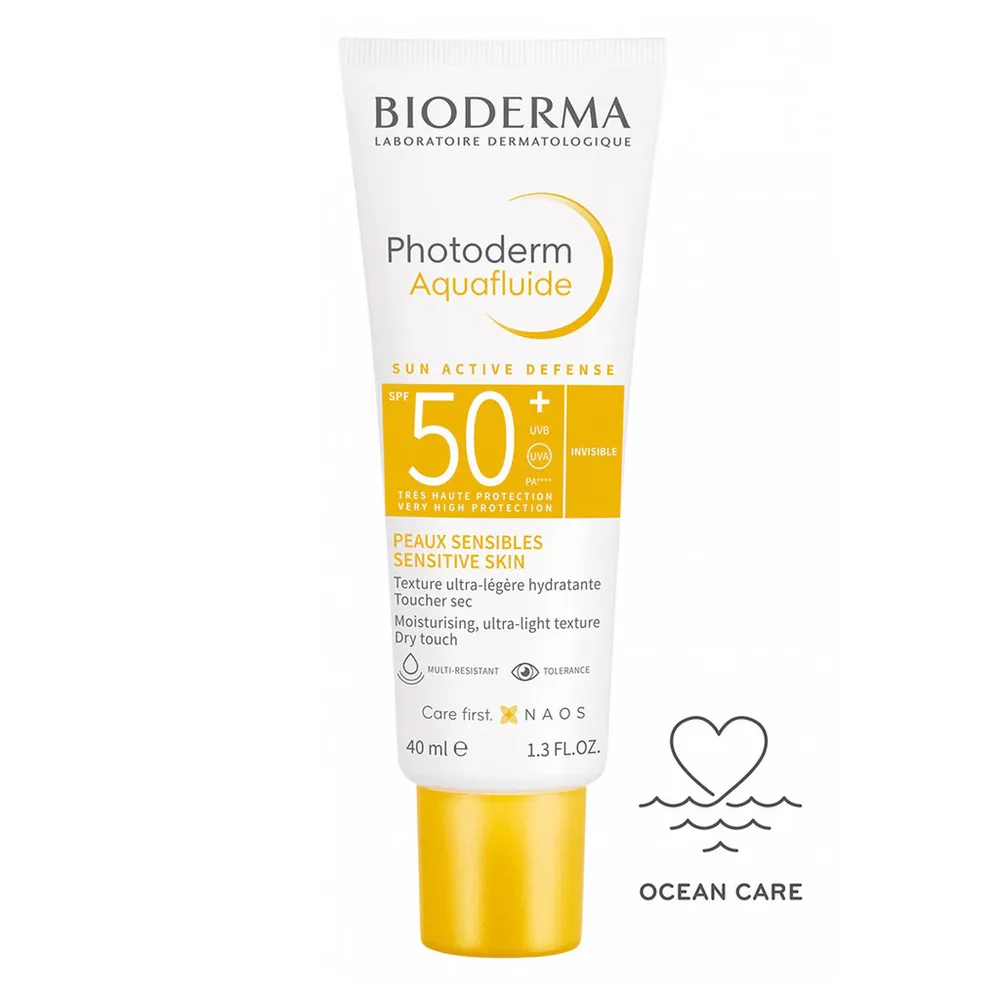 BIODERMA
LABORATOIRE DERMATOLOGIQUE
Photoderm
Aquafluide
SUN ACTIVE DEFENSE
SPF 50+
UVB
UVA
PA++++
INVISIBLE
TRÈS HAUTE PROTECTION
VERY HIGH PROTECTION
PEAUX SENSIBLES
SENSITIVE SKIN
Texture ultra-légère hydratante
Toucher sec
Moisturising, ultra-light texture
Dry touch
MULTI-RESISTANT TOLERANCE
Care first. NAOS
40 ml ℮ 1.3 FL.OZ.
OCEAN CARE